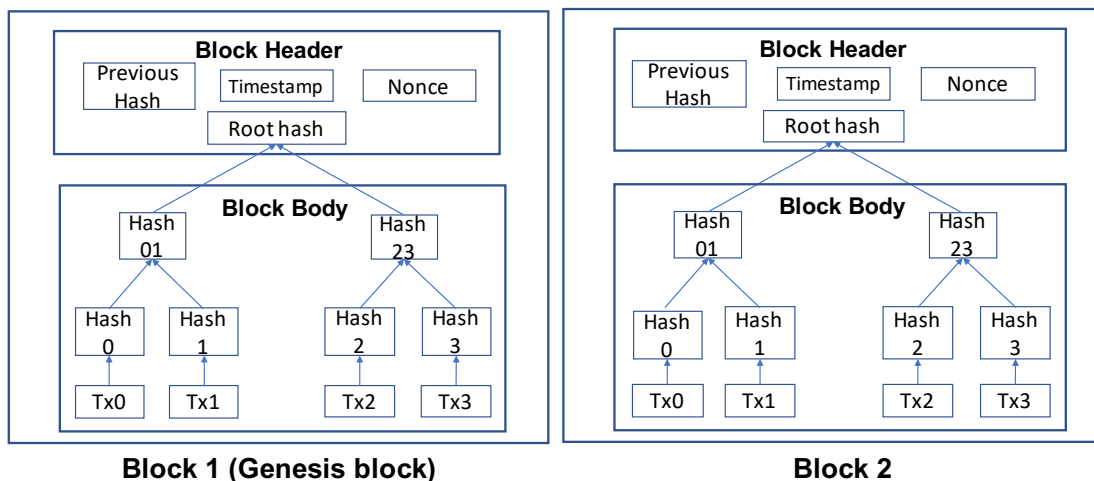 Block Header
Previous
Hash
Timestamp
Nonce
Root hash
Block Body
Hash
01
Hash
23
Hash
0
Hash
1
Hash
2
Hash
3
Tx0
Tx1
Tx2
Tx3
Block 1 (Genesis block)
Block Header
Previous
Hash
Timestamp
Nonce
Root hash
Block Body
Hash
01
Hash
23
Hash
0
Hash
1
Hash
2
Hash
3
Tx0
Tx1
Tx2
Tx3
Block 2